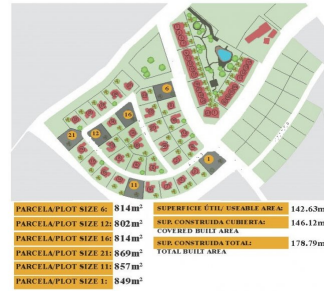 6
16
12
21
1
11
PARCELA/PLOT SIZE 6: 814m²
PARCELA/PLOT SIZE 12: 802m²
PARCELA/PLOT SIZE 16: 814m²
PARCELA/PLOT SIZE 21: 869m²
PARCELA/PLOT SIZE 11: 857m²
PARCELA/PLOT SIZE 1: 849m²
SUPERFICIE ÚTIL/ USEABLE AREA: 142.63m
SUP. CONSTRUIDA CUBIERTA: 146.12m
COVERED BUILT AREA
SUP. CONSTRUIDA TOTAL: 178.79m
TOTAL BUILT AREA